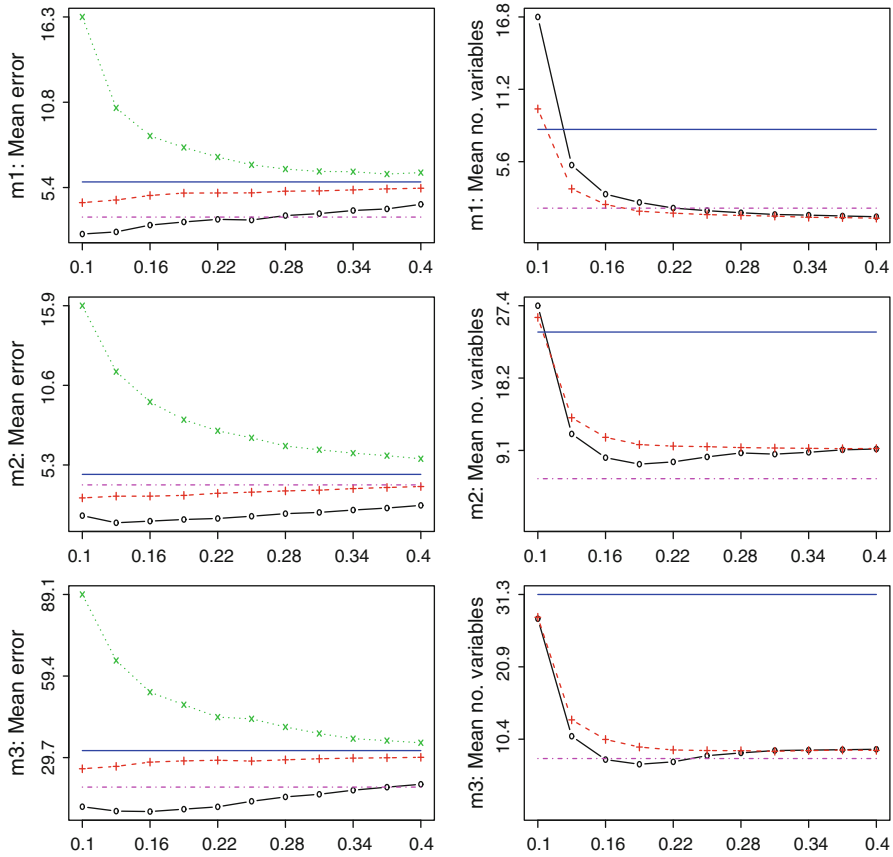 m1: Mean error
16.3
10.8
5.4
0.1 0.16 0.22 0.28 0.34 0.4
m1: Mean no. variables
16.8
11.2
5.6
0.1 0.16 0.22 0.28 0.34 0.4
m2: Mean error
15.9
10.6
5.3
0.1 0.16 0.22 0.28 0.34 0.4
m2: Mean no. variables
27.4
18.2
9.1
0.1 0.16 0.22 0.28 0.34 0.4
m3: Mean error
89.1
59.4
29.7
0.1 0.16 0.22 0.28 0.34 0.4
m3: Mean no. variables
31.3
20.9
10.4
0.1 0.16 0.22 0.28 0.34 0.4